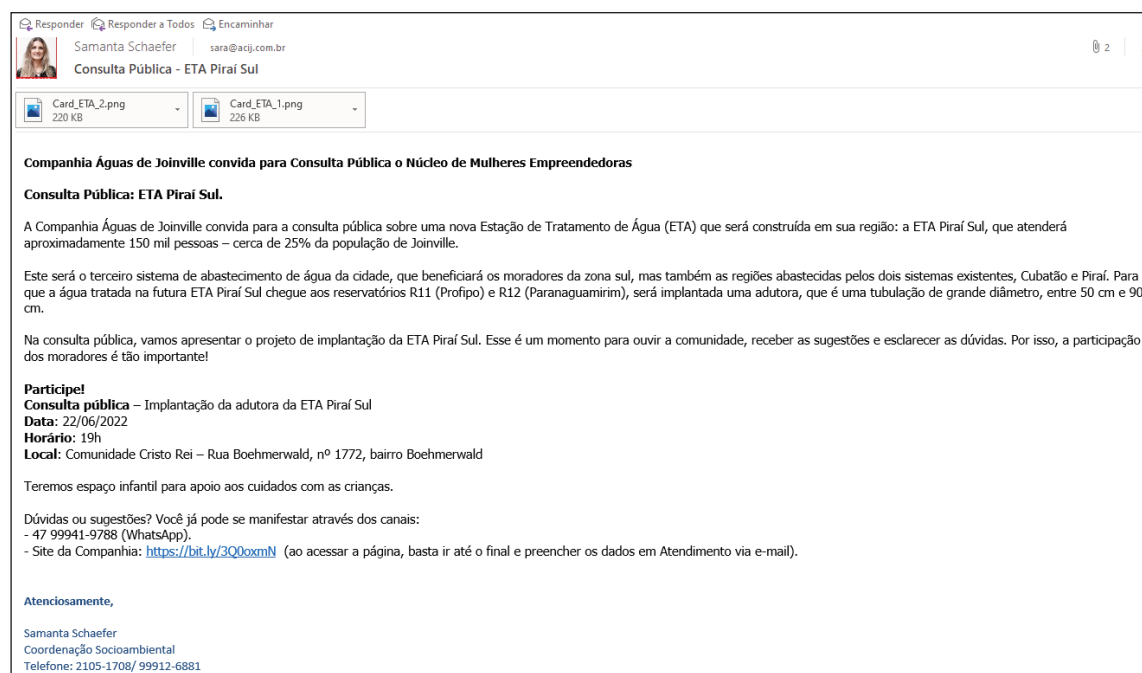 Responder Responder a Todos Encaminhar
Samanta Schaefer sara@acij.com.br 2
Consulta Pública - ETA Piraí Sul
Card_ETA_2.png Card_ETA_1.png
220 KB 226 KB
Companhia Águas de Joinville convida para Consulta Pública o Núcleo de Mulheres Empreendedoras
Consulta Pública: ETA Piraí Sul.
A Companhia Águas de Joinville convida para a consulta pública sobre uma nova Estação de Tratamento de Água (ETA) que será construída em sua região: a ETA Piraí Sul, que atenderá
aproximadamente 150 mil pessoas – cerca de 25% da população de Joinville.
Este será o terceiro sistema de abastecimento de água da cidade, que beneficiará os moradores da zona sul, mas também as regiões abastecidas pelos dois sistemas existentes, Cubatão e Piraí. Para
que a água tratada na futura ETA Piraí Sul chegue aos reservatórios R11 (Profipo) e R12 (Paranaguamirim), será implantada uma adutora, que é uma tubulação de grande diâmetro, entre 50 cm e 90
cm.
Na consulta pública, vamos apresentar o projeto de implantação da ETA Piraí Sul. Esse é um momento para ouvir a comunidade, receber as sugestões e esclarecer as dúvidas. Por isso, a participação
dos moradores é tão importante!
Participe!
Consulta pública – Implantação da adutora da ETA Piraí Sul
Data: 22/06/2022
Horário: 19h
Local: Comunidade Cristo Rei – Rua Boehmerwald, nº 1772, bairro Boehmerwald
Teremos espaço infantil para apoio aos cuidados com as crianças.
Dúvidas ou sugestões? Você já pode se manifestar através dos canais:
- 47 99941-9788 (WhatsApp).
- Site da Companhia: https://bit.ly/3Q0oxmN (ao acessar a página, basta ir até o final e preencher os dados em Atendimento via e-mail).
Atenciosamente,
Samanta Schaefer
Coordenação Socioambiental
Telefone: 2105-1708/ 99912-6881